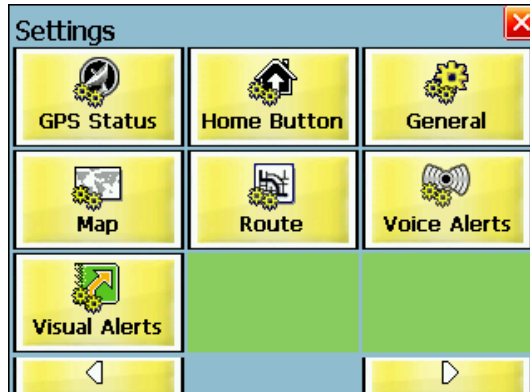 Settings
GPS Status
Home Button
General
Map
Route
Voice Alerts
Visual Alerts